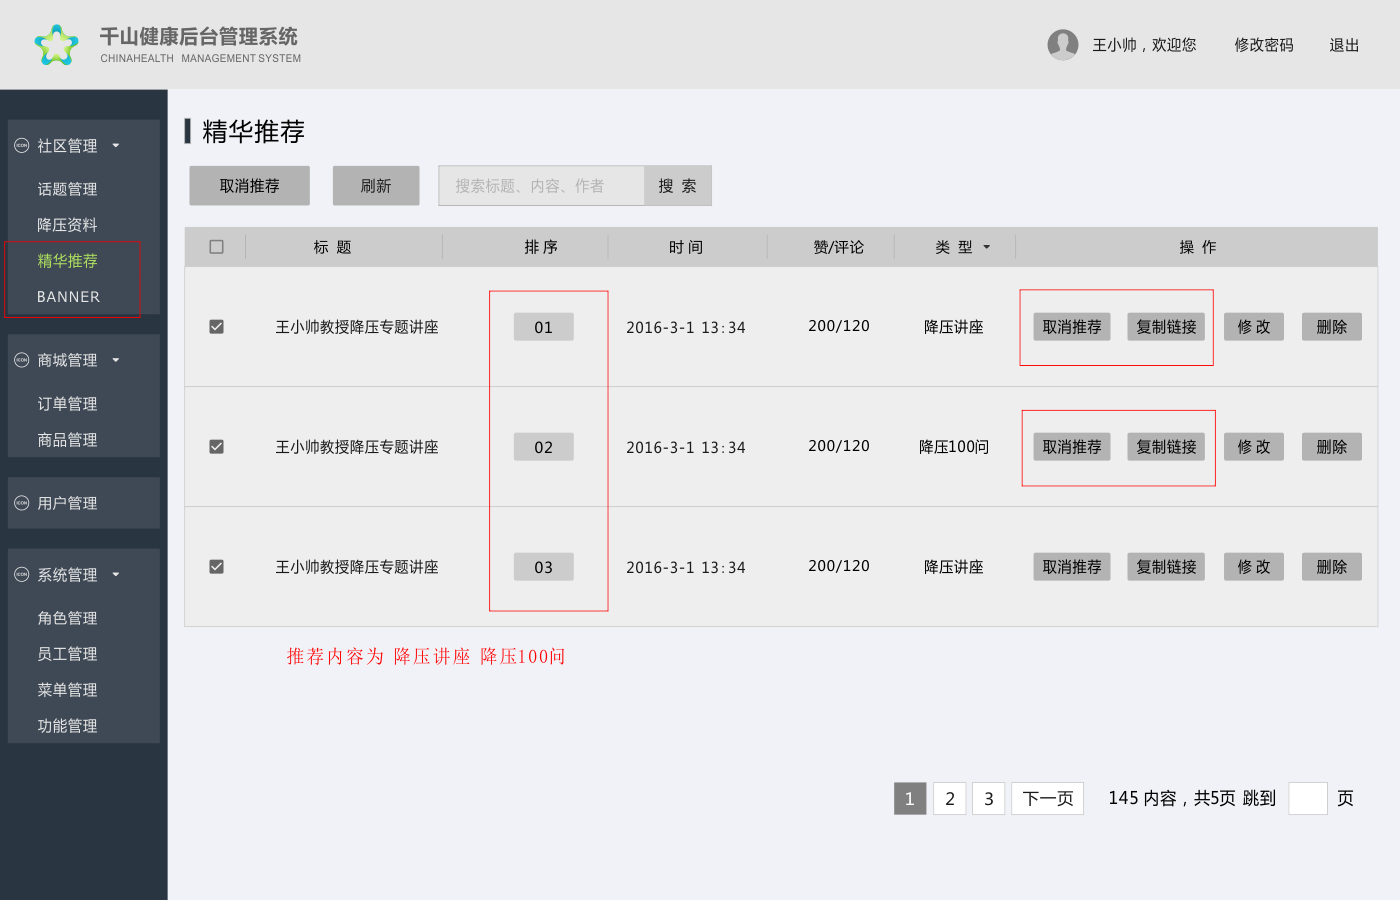 千山健康后台管理系统
CHINAHEALTH MANAGEMENT SYSTEM
王小帅，欢迎您 修改密码 退出
ICON 社区管理
话题管理
降压资料
精华推荐
BANNER
ICON 商城管理
订单管理
商品管理
ICON 用户管理
ICON 系统管理
角色管理
员工管理
菜单管理
功能管理
精华推荐
取消推荐 刷新 搜索标题、内容、作者 搜 索
标 题 排 序 时 间 赞/评论 类 型 操 作
王小帅教授降压专题讲座 01 2016-3-1 13:34 200/120 降压讲座 取消推荐 复制链接 修 改 删除
王小帅教授降压专题讲座 02 2016-3-1 13:34 200/120 降压100问 取消推荐 复制链接 修 改 删除
王小帅教授降压专题讲座 03 2016-3-1 13:34 200/120 降压讲座 取消推荐 复制链接 修 改 删除
推荐内容为 降压讲座 降压100问
1 2 3 下一页 145 内容，共5页 跳到 页